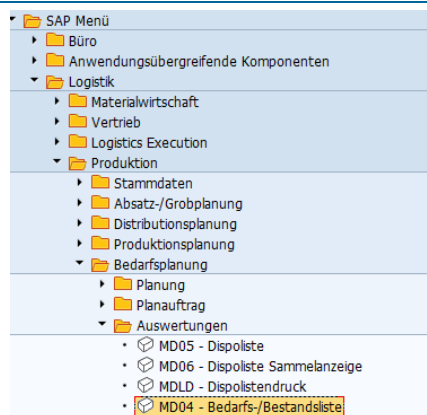 SAP Menü
Büro
Anwendungsübergreifende Komponenten
Logistik
Materialwirtschaft
Vertrieb
Logistics Execution
Produktion
Stammdaten
Absatz-/Grobplanung
Distributionsplanung
Produktionsplanung
Bedarfsplanung
Planung
Planauftrag
Auswertungen
MD05 - Dispoliste
MD06 - Dispoliste Sammelanzeige
MDLD - Dispolistendruck
MD04 - Bedarfs-/Bestandsliste